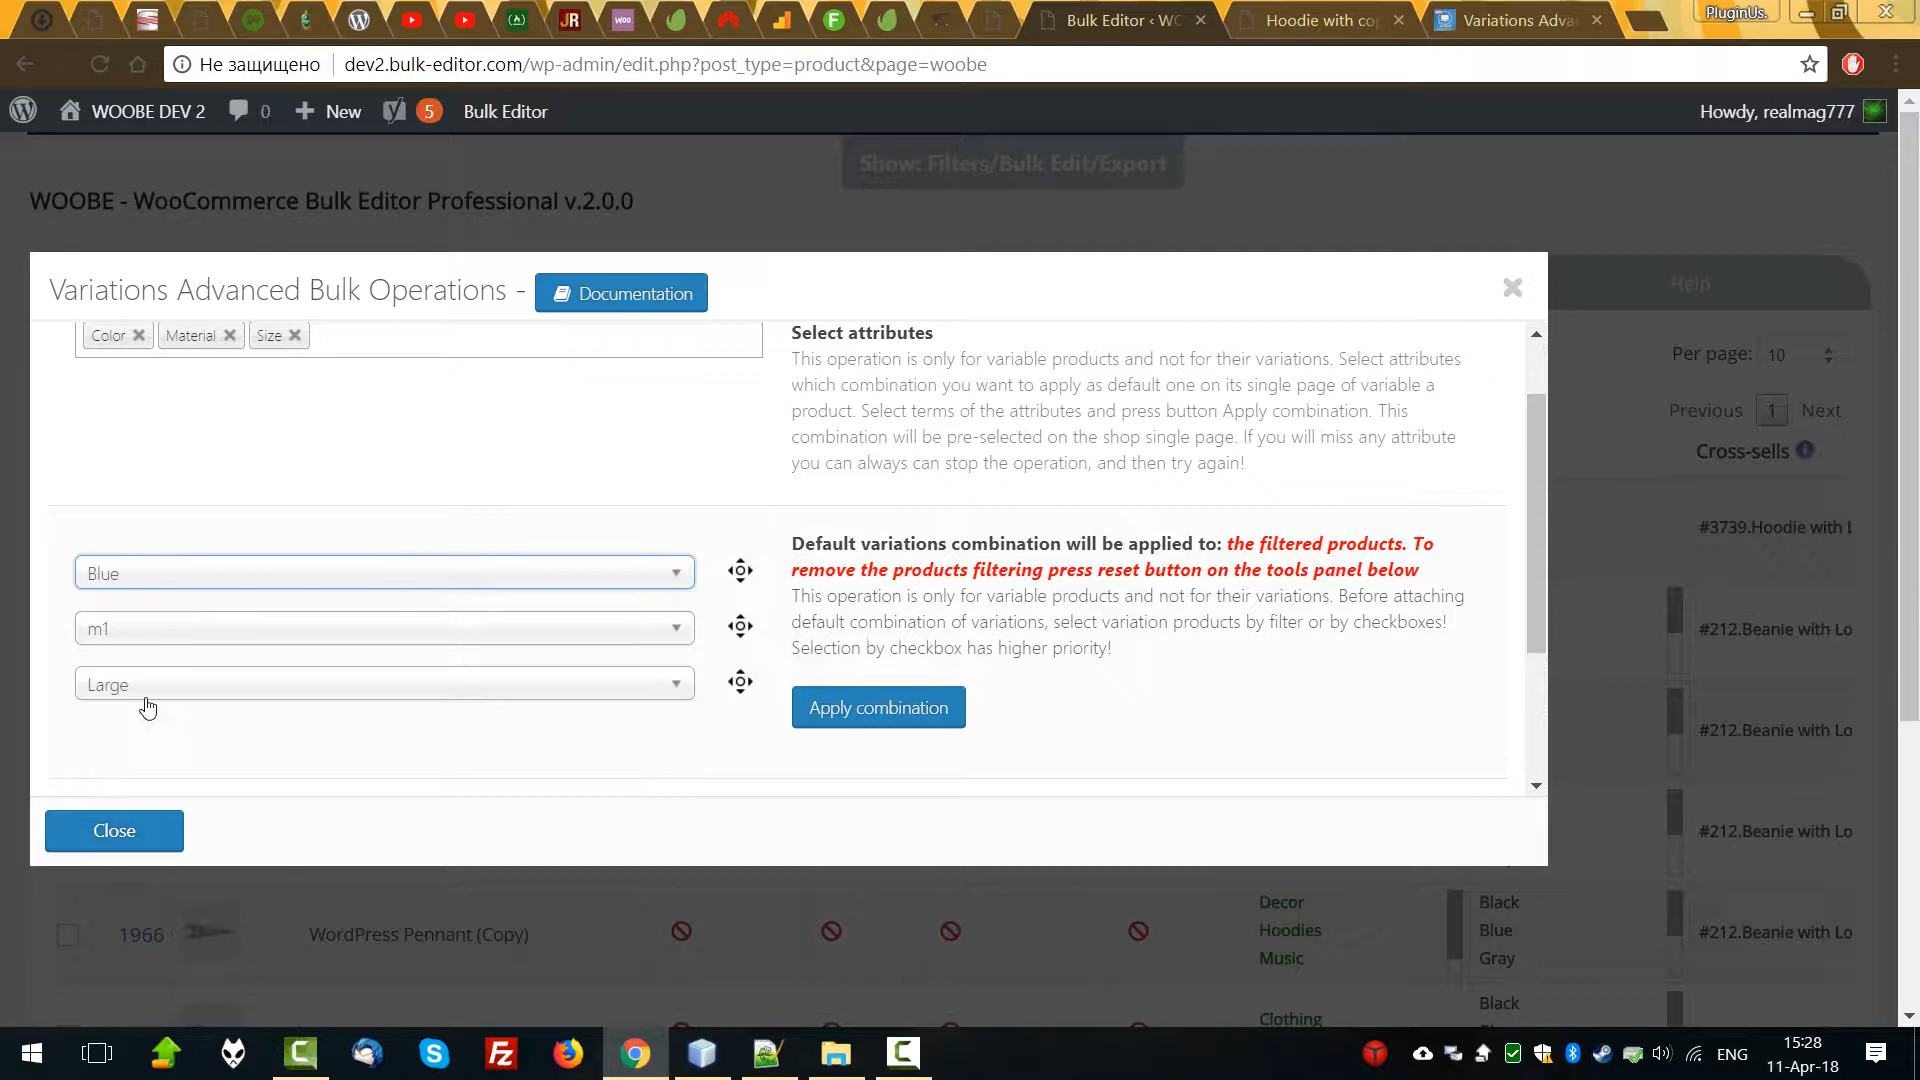 PluginUs.
Bulk Editor ‹ WC
Hoodie with co
Variations Adva
Не защищено
dev2.bulk-editor.com/wp-admin/edit.php?post_type=product&page=woobe
WOOBE DEV 2
0
New
5
Bulk Editor
Howdy, realmag777
Show: Filters/Bulk Edit/Export
WOOBE - WooCommerce Bulk Editor Professional v.2.0.0
Variations Advanced Bulk Operations -
Documentation
Help
Color
Material
Size
Select attributes
This operation is only for variable products and not for their variations. Select attributes
which combination you want to apply as default one on its single page of variable a
product. Select terms of the attributes and press button Apply combination. This
combination will be pre-selected on the shop single page. If you will miss any attribute
you can always can stop the operation, and then try again!
Per page: 10
Previous 1 Next
Cross-sells
Blue
m1
Large
Default variations combination will be applied to: the filtered products. To
remove the products filtering press reset button on the tools panel below
This operation is only for variable products and not for their variations. Before attaching
default combination of variations, select variation products by filter or by checkboxes!
Selection by checkbox has higher priority!
Apply combination
#3739.Hoodie with L
#212.Beanie with Lo
#212.Beanie with Lo
#212.Beanie with Lo
Close
1966
WordPress Pennant (Copy)
Decor
Hoodies
Music
Black
Blue
Gray
#212.Beanie with Lo
Clothing
Black
ENG
15:28
11-Apr-18